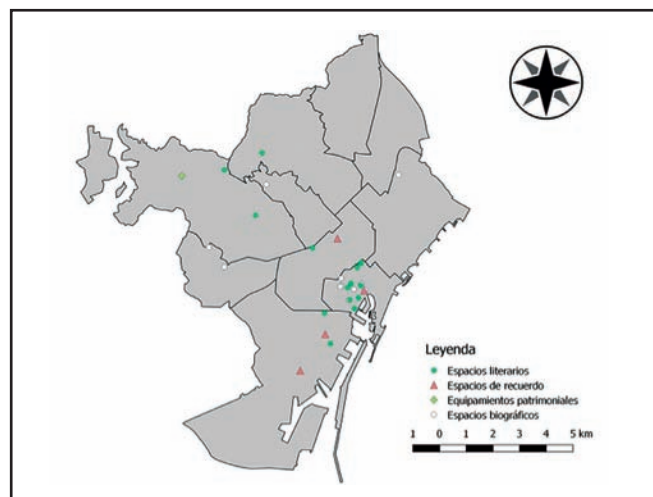 Leyenda
Espacios literarios
Espacios de recuerdo
Equipamientos patrimoniales
Espacios biográficos
1 0 1 2 3 4 5 km